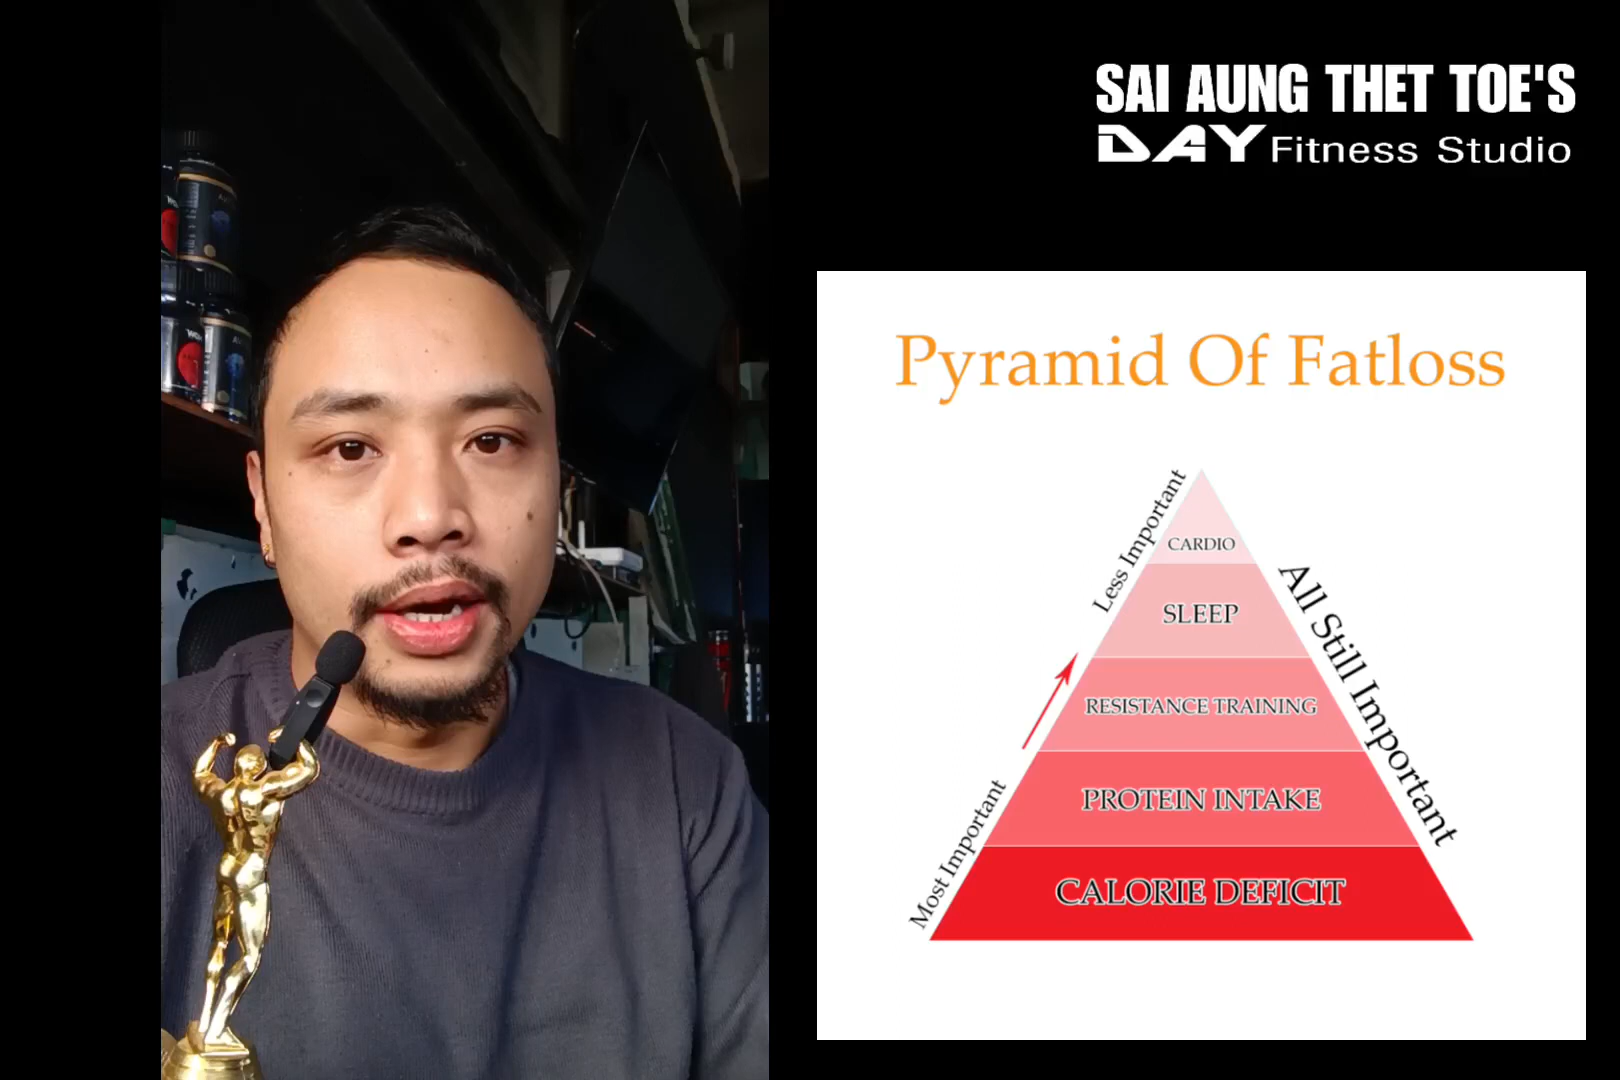 SAI AUNG THET TOE'S
DAY Fitness Studio
Pyramid Of Fatloss
Less Important
CARDIO
SLEEP
RESISTANCE TRAINING
PROTEIN INTAKE
CALORIE DEFICIT
Most Important
All Still Important